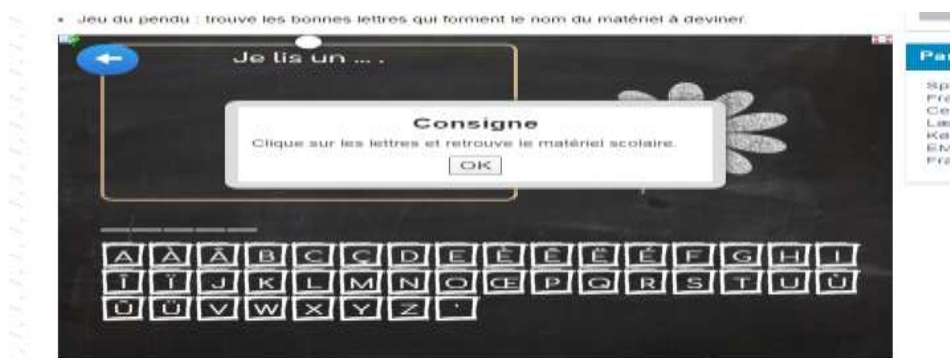 Jeu du pendu : trouve les bonnes lettres qui forment le nom du matériel à deviner.
Je lis un ... .
Consigne
Clique sur les lettres et retrouve le matériel scolaire.
OK
A À Â B C Ç D E È Ê Ë É F G H I
Î Ï J K L M N O Œ P Q R S T U Ù
Û Ü V W X Y Z '